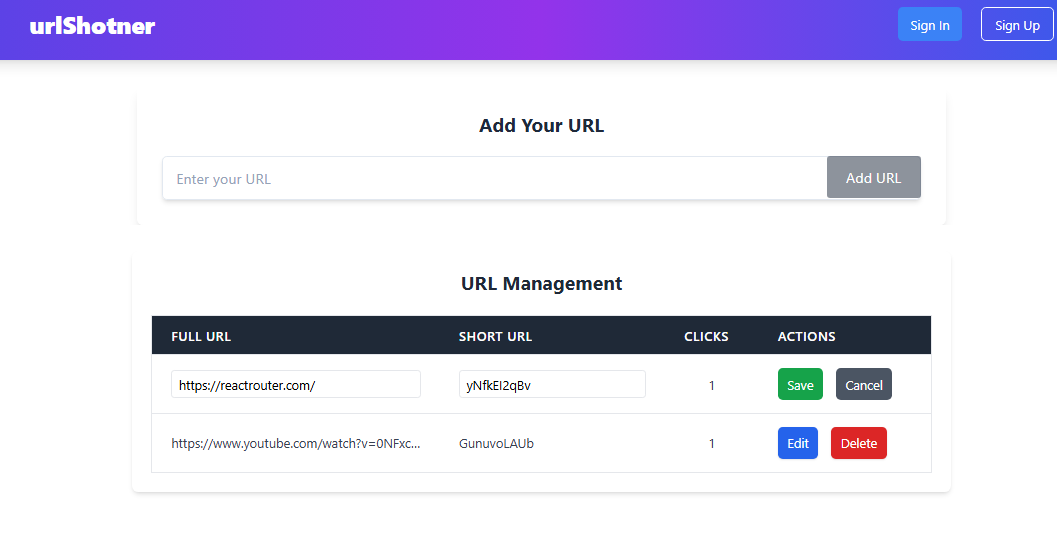 urlShotner
Sign In
Sign Up
Add Your URL
Enter your URL
Add URL
URL Management
FULL URL SHORT URL CLICKS ACTIONS
https://reactrouter.com/ yNfkEI2qBv 1 Save Cancel
https://www.youtube.com/watch?v=0NFxc... GunuvoLAUb 1 Edit Delete